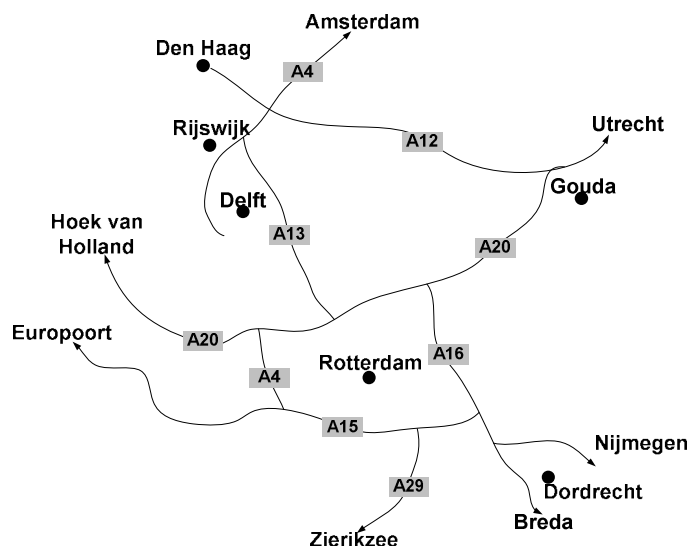 Amsterdam
Den Haag
A4
Rijswijk
A12
Utrecht
Delft
Gouda
Hoek van
Holland
A13
A20
Europoort
A20
Rotterdam
A16
A4
A15
Nijmegen
A29
Dordrecht
Breda
Zierikzee